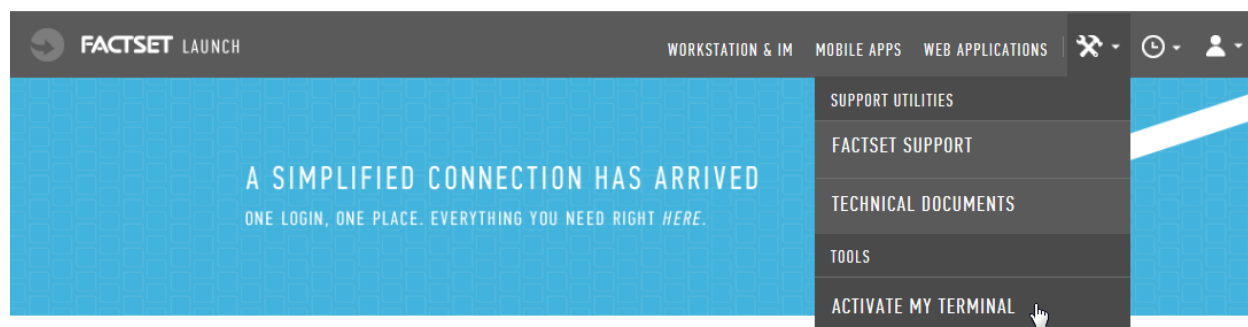 FACTSET LAUNCH
WORKSTATION & IM MOBILE APPS WEB APPLICATIONS
SUPPORT UTILITIES
FACTSET SUPPORT
TECHNICAL DOCUMENTS
TOOLS
ACTIVATE MY TERMINAL
A SIMPLIFIED CONNECTION HAS ARRIVED
ONE LOGIN, ONE PLACE. EVERYTHING YOU NEED RIGHT HERE.